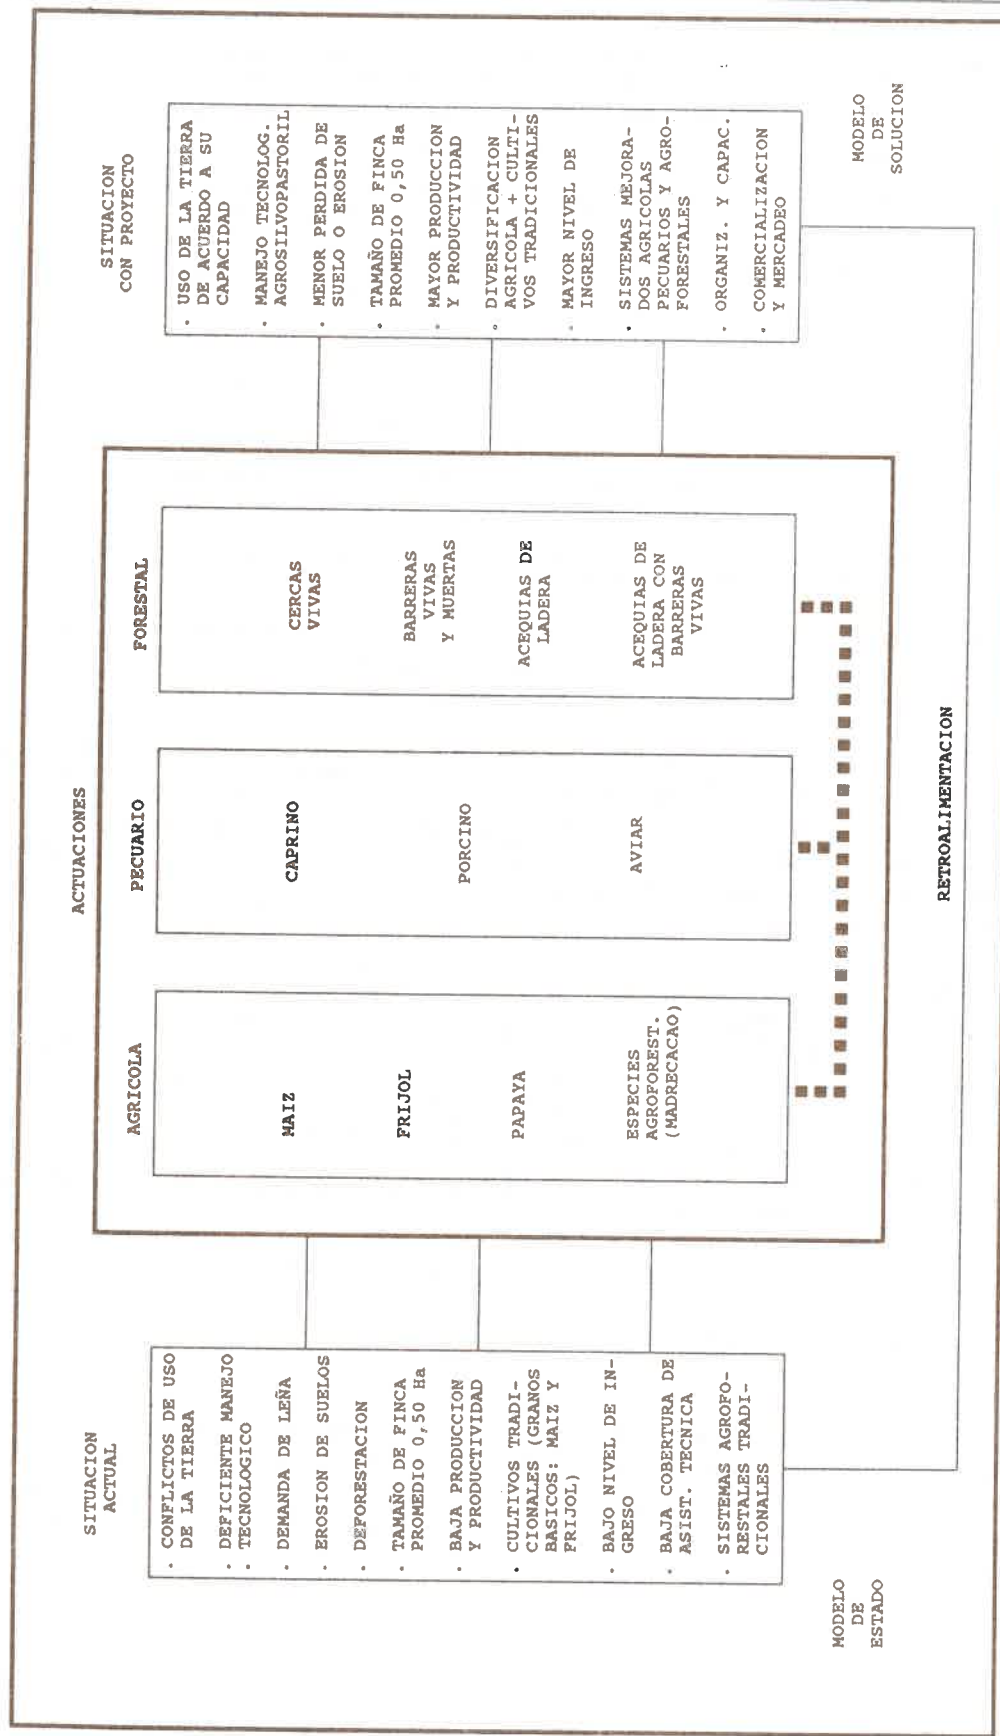 SITUACION
ACTUAL
· CONFLICTOS DE USO
DE LA TIERRA
· DEFICIENTE MANEJO
· TECNOLOGICO
· DEMANDA DE LEÑA
· EROSION DE SUELOS
· DEFORESTACION
· TAMAÑO DE FINCA
PROMEDIO 0,50 Ha
· BAJA PRODUCCION
Y PRODUCTIVIDAD
· CULTIVOS TRADI-
CIONALES (GRANOS
BASICOS: MAIZ Y
FRIJOL)
· BAJO NIVEL DE IN-
GRESO
· BAJA COBERTURA DE
ASIST. TECNICA
· SISTEMAS AGROFO-
RESTALES TRADI-
CIONALES
MODELO
DE
ESTADO
ACTUACIONES
AGRICOLA
MAIZ
FRIJOL
PAPAYA
ESPECIES
AGROFOREST.
(MADRECACAO)
PECUARIO
CAPRINO
PORCINO
AVIAR
FORESTAL
CERCAS
VIVAS
BARRERAS
VIVAS
Y MUERTAS
ACEQUIAS DE
LADERA
ACEQUIAS DE
LADERA CON
BARRERAS
VIVAS
SITUACION
CON PROYECTO
· USO DE LA TIERRA
DE ACUERDO A SU
CAPACIDAD
· MANEJO TECNOLOG.
AGROSILVOPASTORIL
· MENOR PERDIDA DE
SUELO O EROSION
· TAMAÑO DE FINCA
PROMEDIO 0,50 Ha
· MAYOR PRODUCCION
Y PRODUCTIVIDAD
· DIVERSIFICACION
AGRICOLA + CULTI-
VOS TRADICIONALES
· MAYOR NIVEL DE
INGRESO
· SISTEMAS MEJORA-
DOS AGRICOLAS
PECUARIOS Y AGRO-
FORESTALES
· ORGANIZ. Y CAPAC.
· COMERCIALIZACION
Y MERCADEO
MODELO
DE
SOLUCION
RETROALIMENTACION